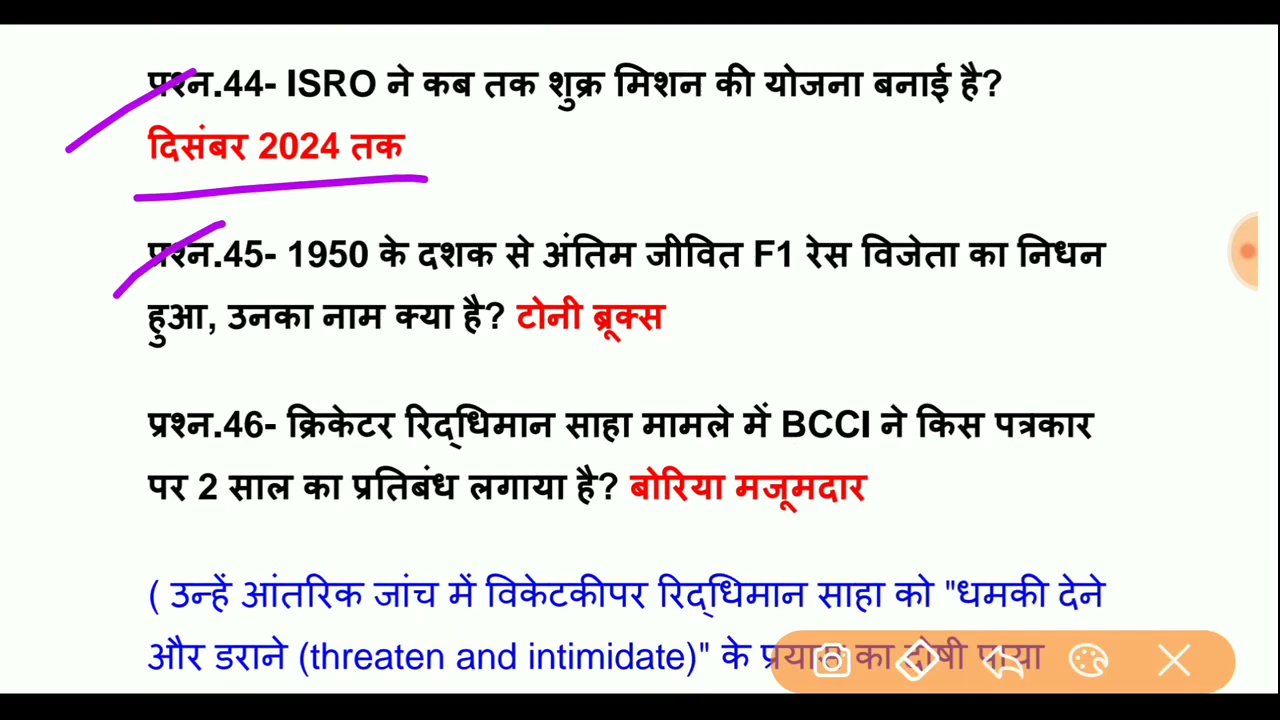 प्रश्न.44- ISRO ने कब तक शुक्र मिशन की योजना बनाई है?
दिसंबर 2024 तक
प्रश्न.45- 1950 के दशक से अंतिम जीवित F1 रेस विजेता का निधन
हुआ, उनका नाम क्या है? टोनी ब्रूक्स
प्रश्न.46- क्रिकेटर रिद्धिमान साहा मामले में BCCI ने किस पत्रकार
पर 2 साल का प्रतिबंध लगाया है? बोरिया मजूमदार
( उन्हें आंतरिक जांच में विकेटकीपर रिद्धिमान साहा को "धमकी देने
और डराने (threaten and intimidate)" के प्रयास का दोषी पाया